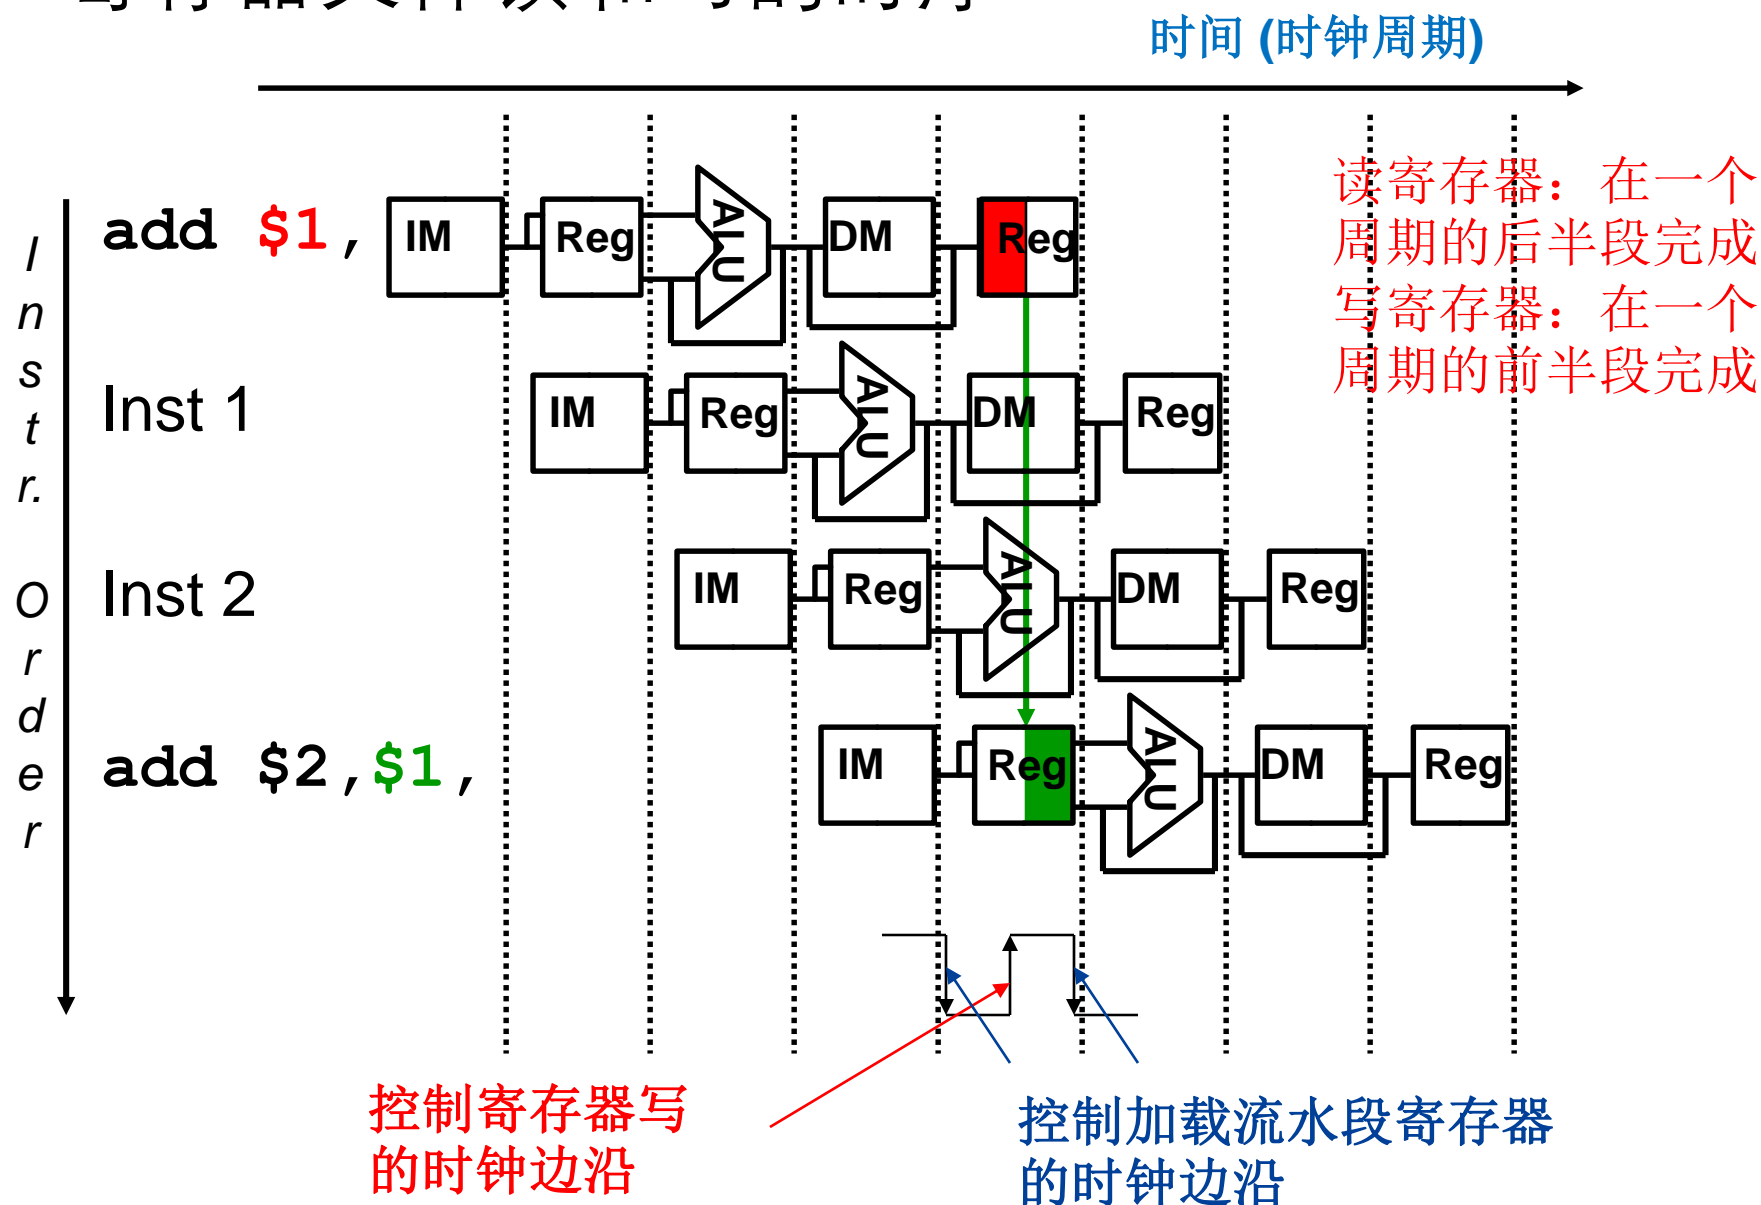 时间 (时钟周期)
读寄存器：在一个
周期的后半段完成
写寄存器：在一个
周期的前半段完成
Instr. Order
add $1,
IM Reg ALU DM Reg
Inst 1
IM Reg ALU DM Reg
Inst 2
IM Reg ALU DM Reg
add $2,$1,
IM Reg ALU DM Reg
控制寄存器写
的时钟边沿
控制加载流水段寄存器
的时钟边沿